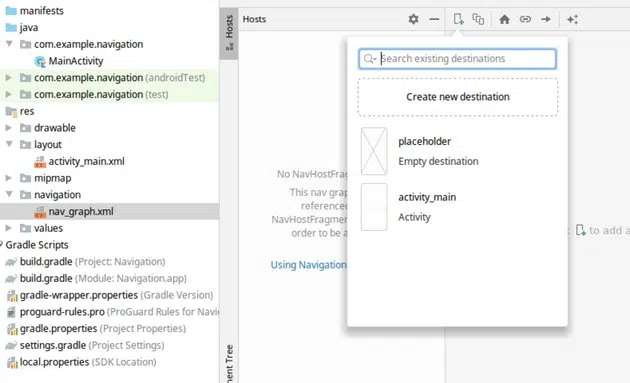 manifests
java
com.example.navigation
MainActivity
com.example.navigation (androidTest)
com.example.navigation (test)
res
drawable
layout
activity_main.xml
mipmap
navigation
nav_graph.xml
values
Gradle Scripts
build.gradle (Project: Navigation)
build.gradle (Module: Navigation.app)
gradle-wrapper.properties (Gradle Version)
proguard-rules.pro (ProGuard Rules for Navi
gradle.properties (Project Properties)
settings.gradle (Project Settings)
local.properties (SDK Location)
Hosts
Hosts
No NavHostFrag
This nav grap
referenced
NavHostFragment
order to be a
Using Navigation
nent Tree
Search existing destinations
Create new destination
placeholder
Empty destination
activity_main
Activity
to add a